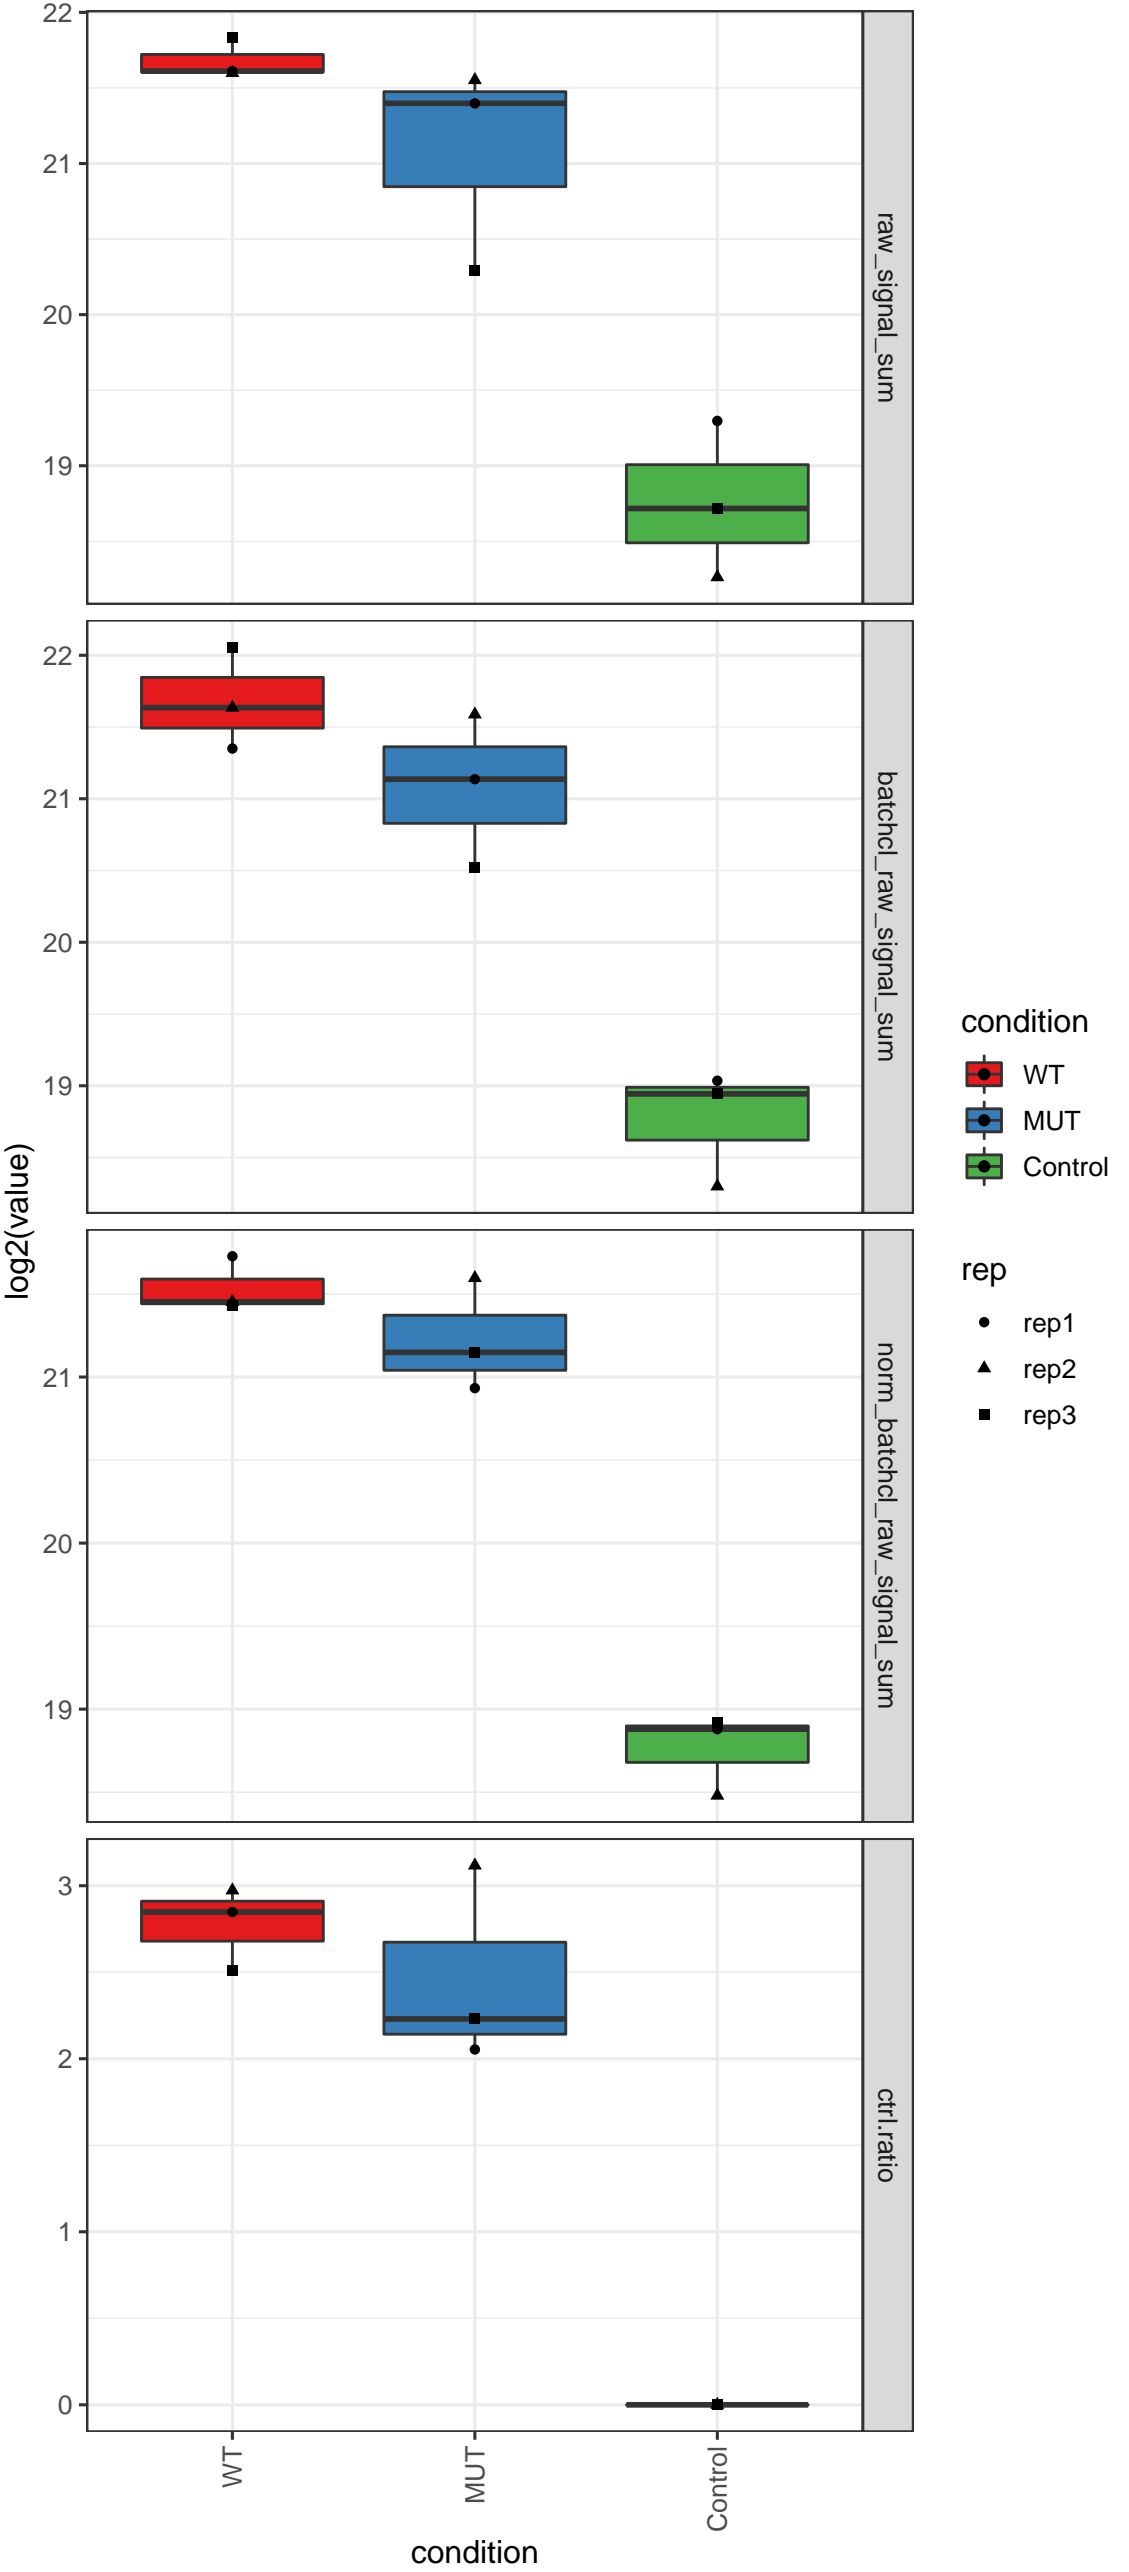 22
21
20
19
raw_signal_sum
22
21
20
19
batchcl_raw_signal_sum
21
20
19
norm_batchcl_raw_signal_sum
3
2
1
0
ctrl.ratio
log2(value)
WT
MUT
Control
condition
condition
WT
MUT
Control
rep
rep1
rep2
rep3